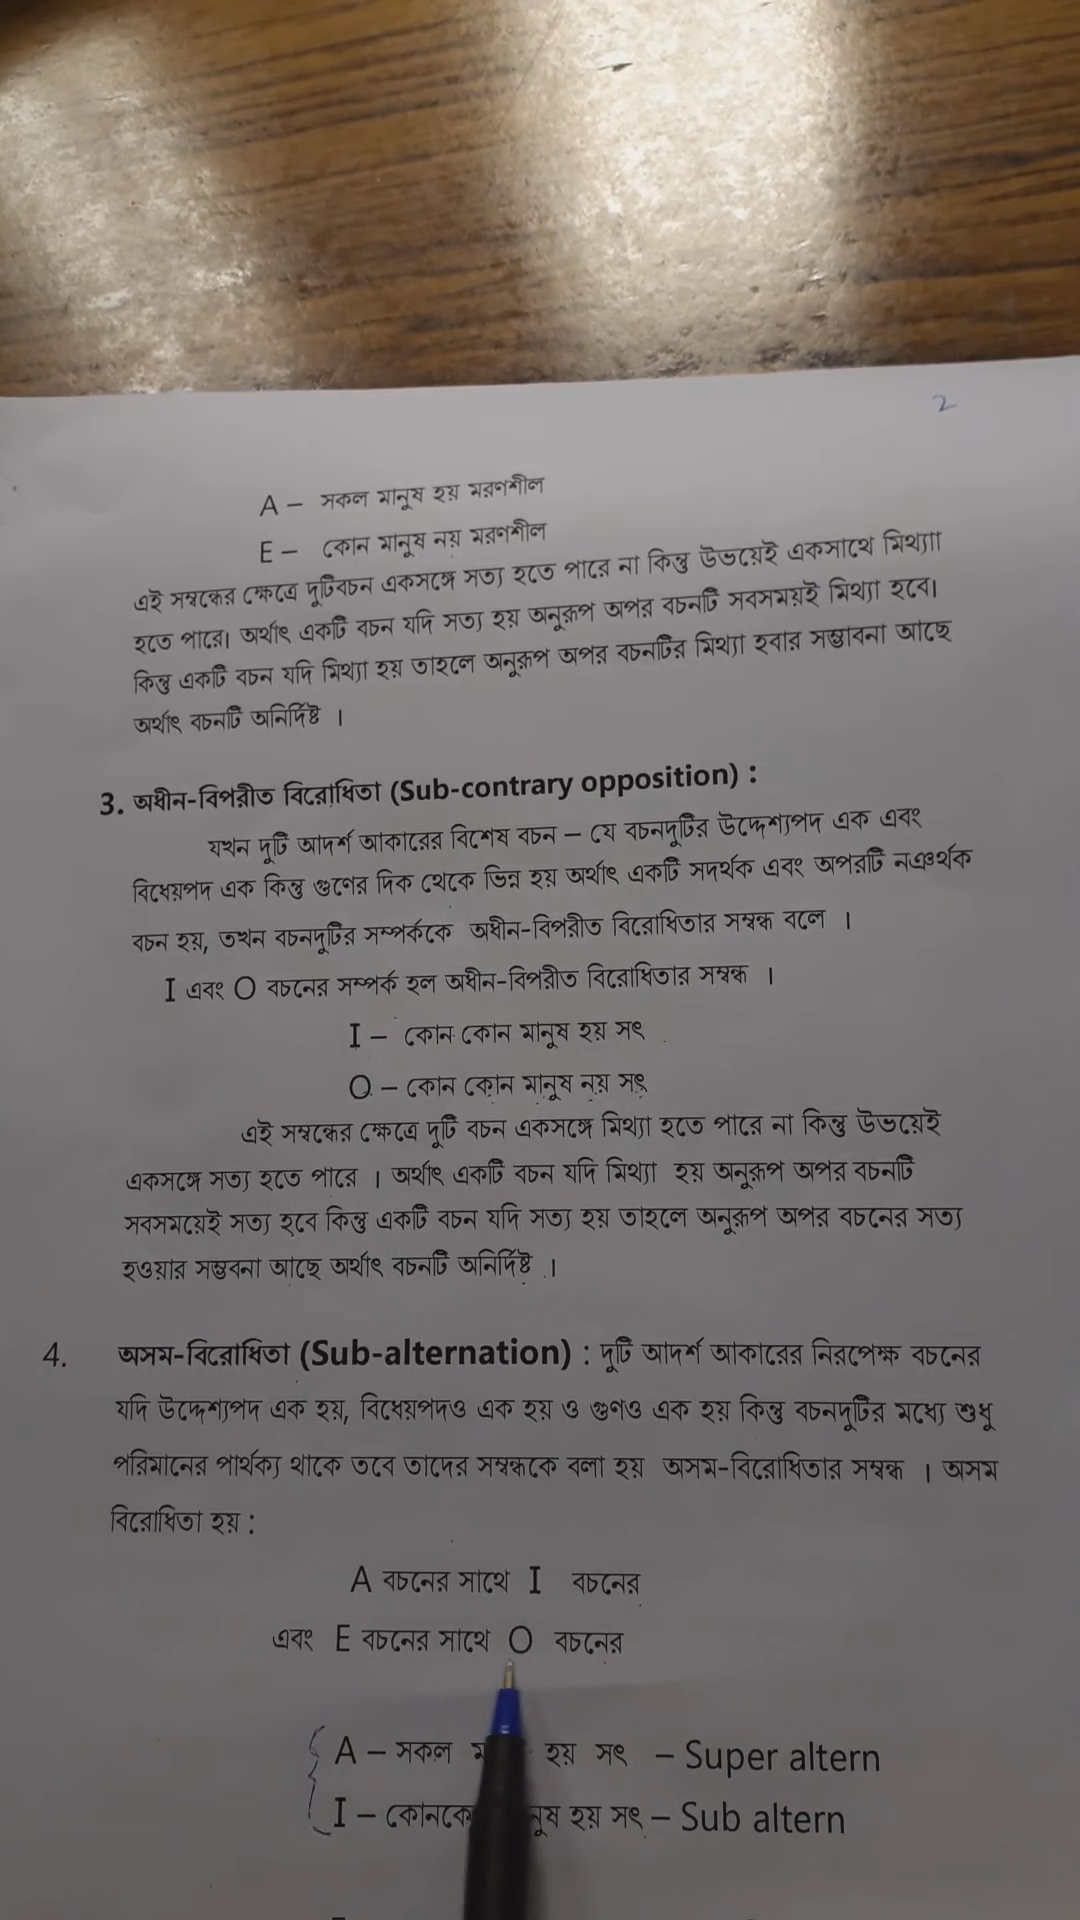 2
A – সকল মানুষ হয় মরণশীল
E – কোন মানুষ নয় মরণশীল
এই সম্বন্ধের ক্ষেত্রে দুটিবচন একসঙ্গে সত্য হতে পারে না কিন্তু উভয়েই একসাথে মিথ্যাা
হতে পারে। অর্থাৎ একটি বচন যদি সত্য হয় অনুরূপ অপর বচনটি সবসময়ই মিথ্যা হবে।
কিন্তু একটি বচন যদি মিথ্যা হয় তাহলে অনুরূপ অপর বচনটির মিথ্যা হবার সম্ভাবনা আছে
অর্থাৎ বচনটি অনির্দিষ্ট ।
3. অধীন-বিপরীত বিরোধিতা (Sub-contrary opposition) :
যখন দুটি আদর্শ আকারের বিশেষ বচন – যে বচনদুটির উদ্দেশ্যপদ এক এবং
বিধেয়পদ এক কিন্তু গুণের দিক থেকে ভিন্ন হয় অর্থাৎ একটি সদর্থক এবং অপরটি নঞর্থক
বচন হয়, তখন বচনদুটির সম্পর্ককে অধীন-বিপরীত বিরোধিতার সম্বন্ধ বলে ।
I এবং O বচনের সম্পর্ক হল অধীন-বিপরীত বিরোধিতার সম্বন্ধ ।
I – কোন কোন মানুষ হয় সৎ
O – কোন কোন মানুষ নয় সৎ
এই সম্বন্ধের ক্ষেত্রে দুটি বচন একসঙ্গে মিথ্যা হতে পারে না কিন্তু উভয়েই
একসঙ্গে সত্য হতে পারে । অর্থাৎ একটি বচন যদি মিথ্যা হয় অনুরূপ অপর বচনটি
সবসময়েই সত্য হবে কিন্তু একটি বচন যদি সত্য হয় তাহলে অনুরূপ অপর বচনের সত্য
হওয়ার সম্ভবনা আছে অর্থাৎ বচনটি অনির্দিষ্ট ।
4. অসম-বিরোধিতা (Sub-alternation) : দুটি আদর্শ আকারের নিরপেক্ষ বচনের
যদি উদ্দেশ্যপদ এক হয়, বিধেয়পদও এক হয় ও গুণও এক হয় কিন্তু বচনদুটির মধ্যে শুধু
পরিমানের পার্থক্য থাকে তবে তাদের সম্বন্ধকে বলা হয় অসম-বিরোধিতার সম্বন্ধ । অসম
বিরোধিতা হয় :
A বচনের সাথে I বচনের
এবং E বচনের সাথে O বচনের
A – সকল হয় সৎ – Super altern
I – হয় সৎ – Sub altern